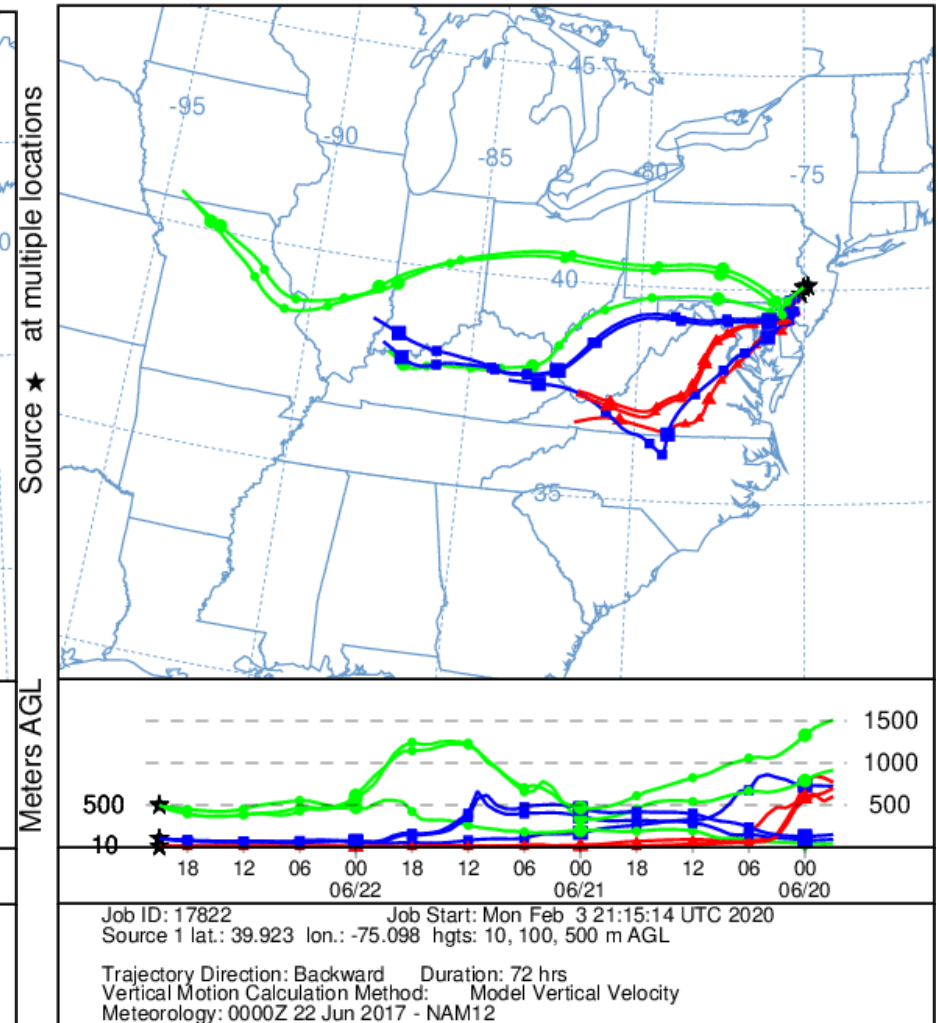 Source ★ at multiple locations
-95
-90
45
-85
-80
-75
40
35
0
Meters AGL
1500
1000
500
500
10
18 12 06 00 18 12 06 00 18 12 06 00
06/22 06/21 06/20
Job ID: 17822 Job Start: Mon Feb 3 21:15:14 UTC 2020
Source 1 lat.: 39.923 lon.: -75.098 hgts: 10, 100, 500 m AGL
Trajectory Direction: Backward Duration: 72 hrs
Vertical Motion Calculation Method: Model Vertical Velocity
Meteorology: 0000Z 22 Jun 2017 - NAM12